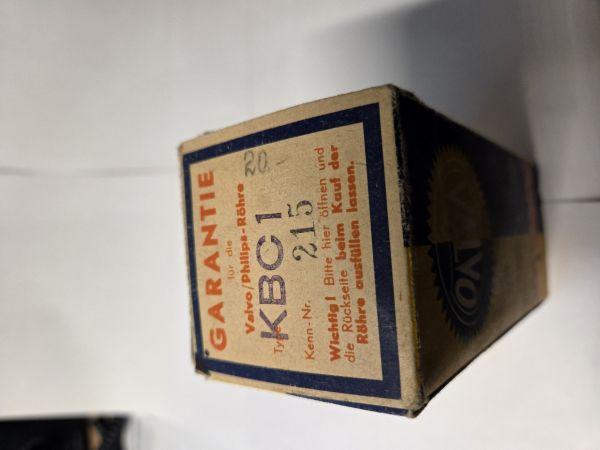 GARANTIE
für die
Valvo/Philips-Röhre
20.-
Type KBC1
Kenn-Nr. 215
Wichtig! Bitte hier öffnen und
die Rückseite beim Kauf der
Röhre ausfüllen lassen.
VALVO